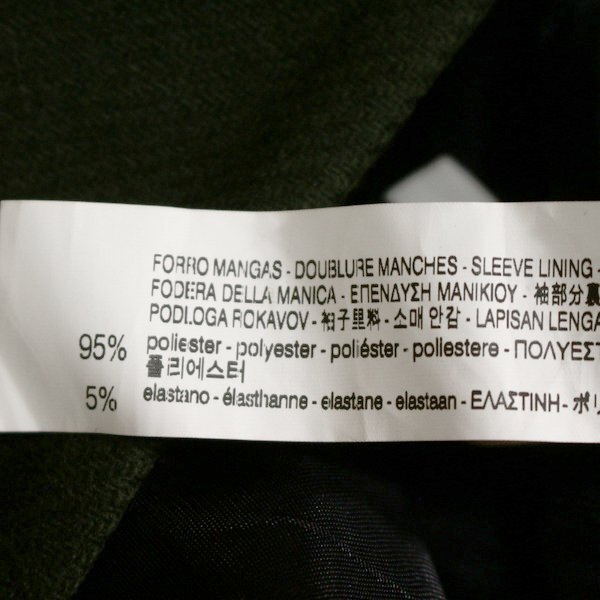 FORRO MANGAS - DOUBLURE MANCHES - SLEEVE LINING -
FODERA DELLA MANICA - ΕΠΕΝΔΥΣΗ ΜΑΝΙΚΙΟΥ - 袖部分裏
PODLOGA ROKAVOV - 袖子里料 - 소매 안감 - LAPISAN LENGA
95% poliester - polyester - poliéster - poliestere - ΠΟΛΥΕΣΤ
폴리에스터
5% elastano - élasthanne - elastane - elastaan - ΕΛΑΣΤΙΝΗ - ポリ